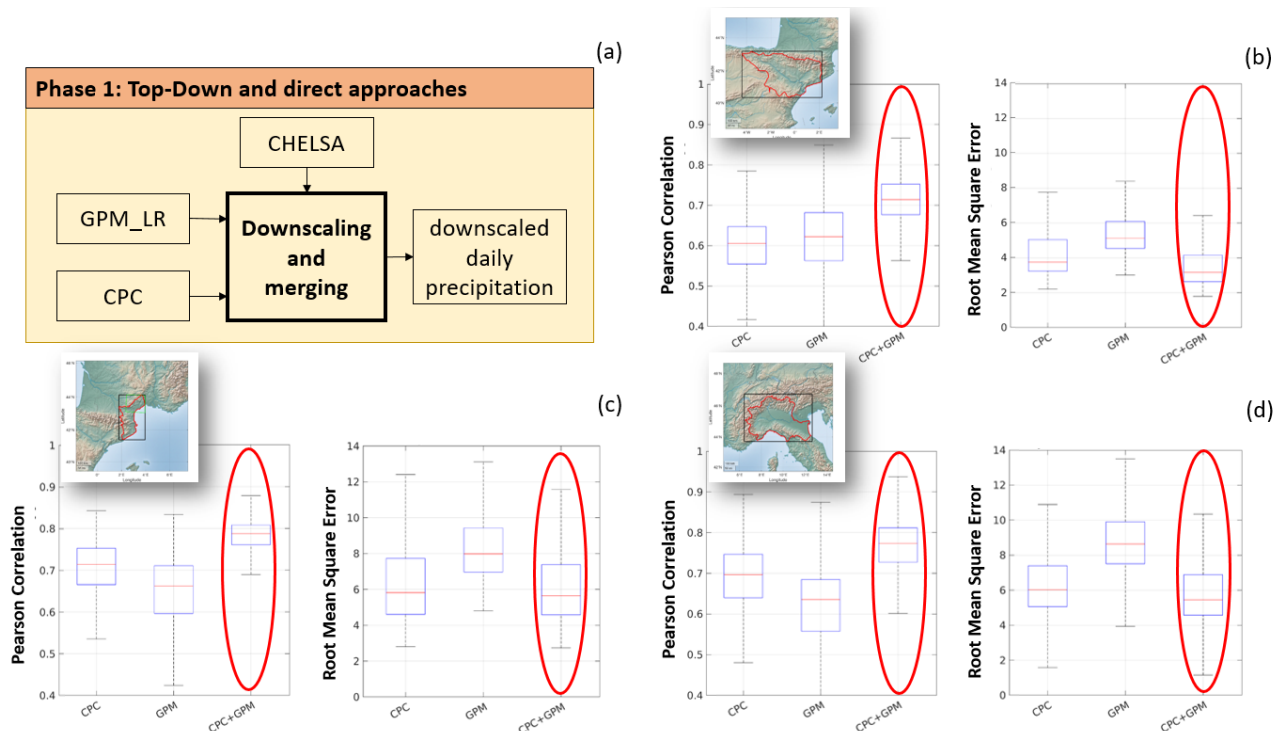 (a)
Phase 1: Top-Down and direct approaches
CHELSA
GPM_LR
CPC
Downscaling
and
merging
downscaled
daily
precipitation
(b)
Longitude
Pearson Correlation
1
0.9
0.8
0.7
0.6
0.5
0.4
CPC
GPM
CPC+GPM
Root Mean Square Error
14
12
10
8
6
4
2
0
CPC
GPM
CPC+GPM
(c)
Longitude
Pearson Correlation
1
0.9
0.8
0.7
0.6
0.5
0.4
CPC
GPM
CPC+GPM
Root Mean Square Error
14
12
10
8
6
4
2
0
CPC
GPM
CPC+GPM
(d)
Longitude
Pearson Correlation
1
0.9
0.8
0.7
0.6
0.5
0.4
CPC
GPM
CPC+GPM
Root Mean Square Error
14
12
10
8
6
4
2
0
CPC
GPM
CPC+GPM